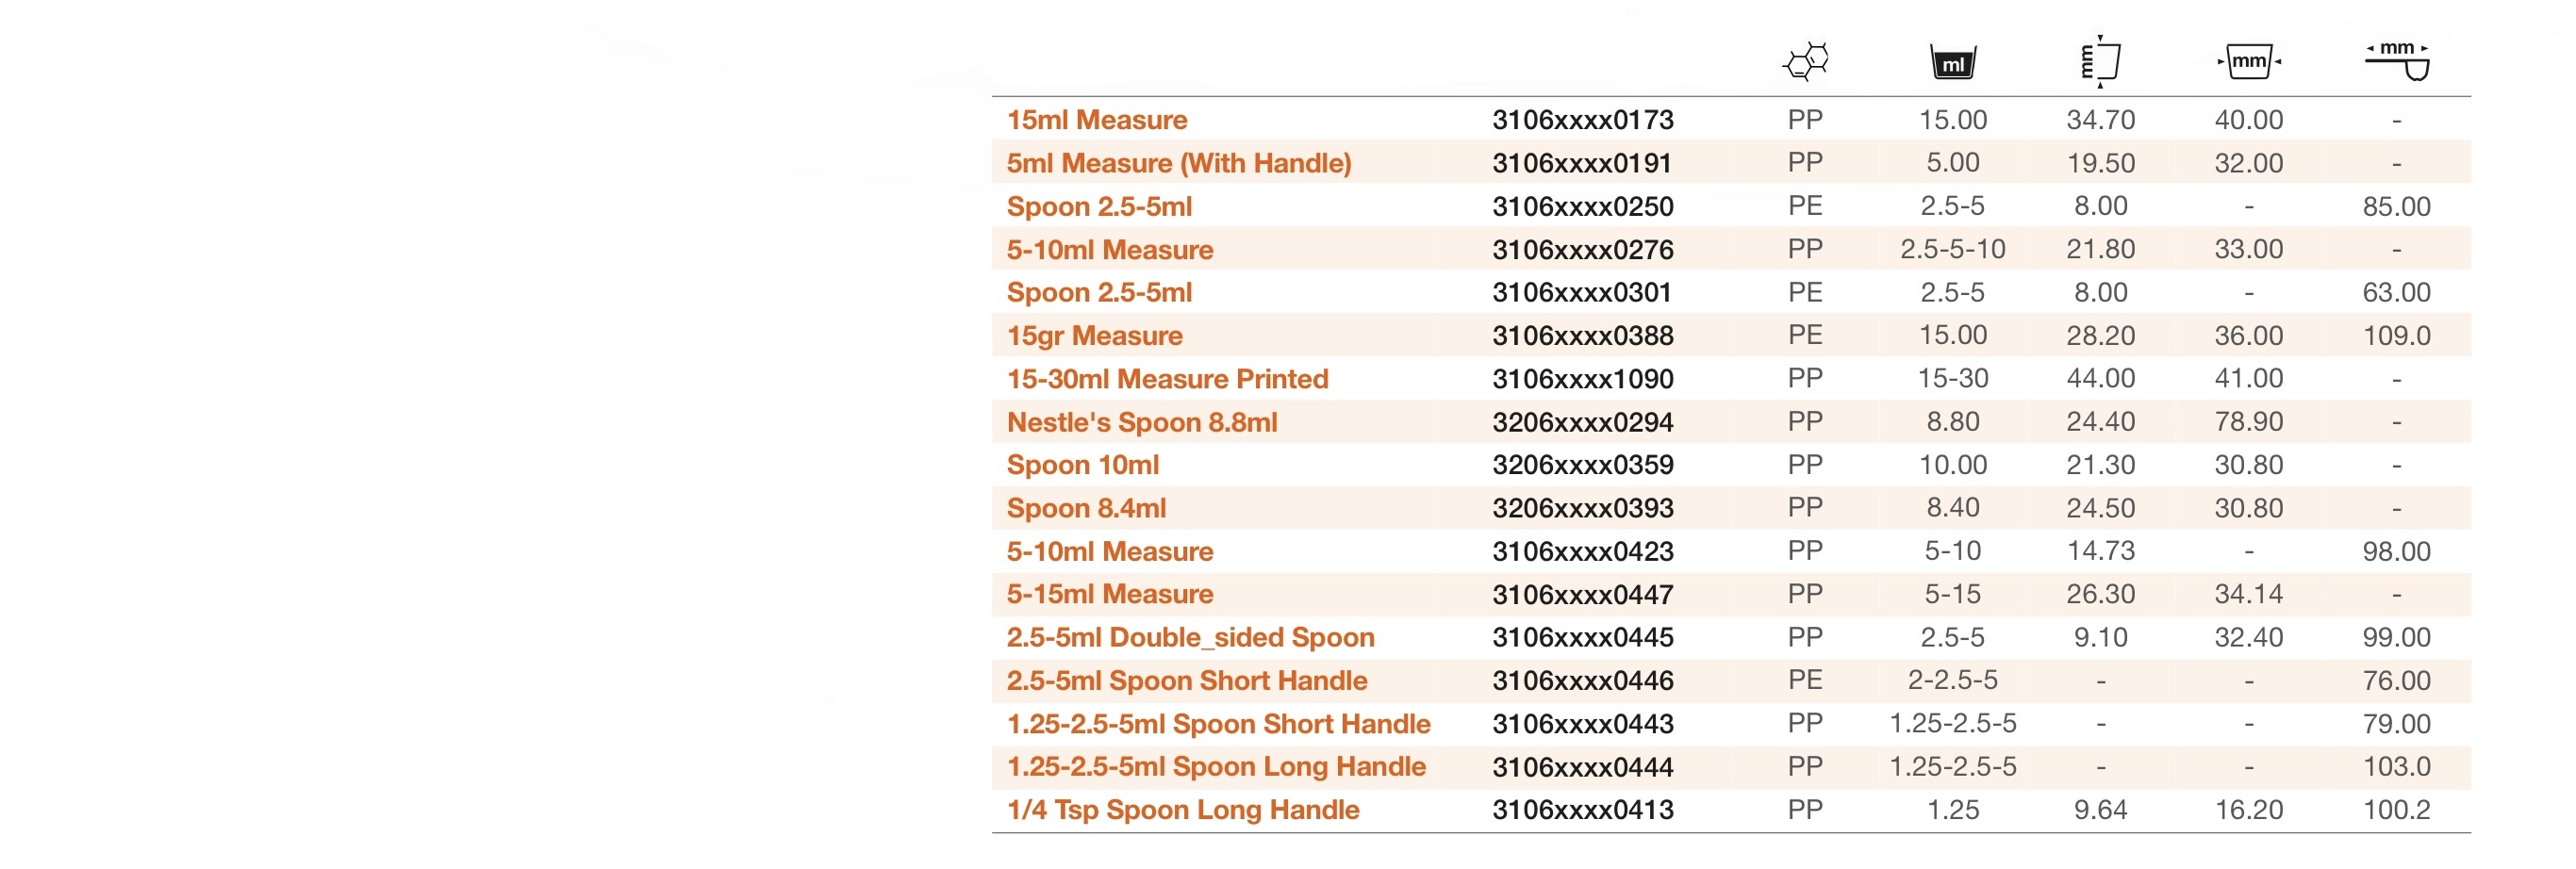 ml mm mm mm
15ml Measure 3106xxxx0173 PP 15.00 34.70 40.00 -
5ml Measure (With Handle) 3106xxxx0191 PP 5.00 19.50 32.00 -
Spoon 2.5-5ml 3106xxxx0250 PE 2.5-5 8.00 - 85.00
5-10ml Measure 3106xxxx0276 PP 2.5-5-10 21.80 33.00 -
Spoon 2.5-5ml 3106xxxx0301 PE 2.5-5 8.00 - 63.00
15gr Measure 3106xxxx0388 PE 15.00 28.20 36.00 109.0
15-30ml Measure Printed 3106xxxx1090 PP 15-30 44.00 41.00 -
Nestle's Spoon 8.8ml 3206xxxx0294 PP 8.80 24.40 78.90 -
Spoon 10ml 3206xxxx0359 PP 10.00 21.30 30.80 -
Spoon 8.4ml 3206xxxx0393 PP 8.40 24.50 30.80 -
5-10ml Measure 3106xxxx0423 PP 5-10 14.73 - 98.00
5-15ml Measure 3106xxxx0447 PP 5-15 26.30 34.14 -
2.5-5ml Double_sided Spoon 3106xxxx0445 PP 2.5-5 9.10 32.40 99.00
2.5-5ml Spoon Short Handle 3106xxxx0446 PE 2-2.5-5 - - 76.00
1.25-2.5-5ml Spoon Short Handle 3106xxxx0443 PP 1.25-2.5-5 - - 79.00
1.25-2.5-5ml Spoon Long Handle 3106xxxx0444 PP 1.25-2.5-5 - - 103.0
1/4 Tsp Spoon Long Handle 3106xxxx0413 PP 1.25 9.64 16.20 100.2